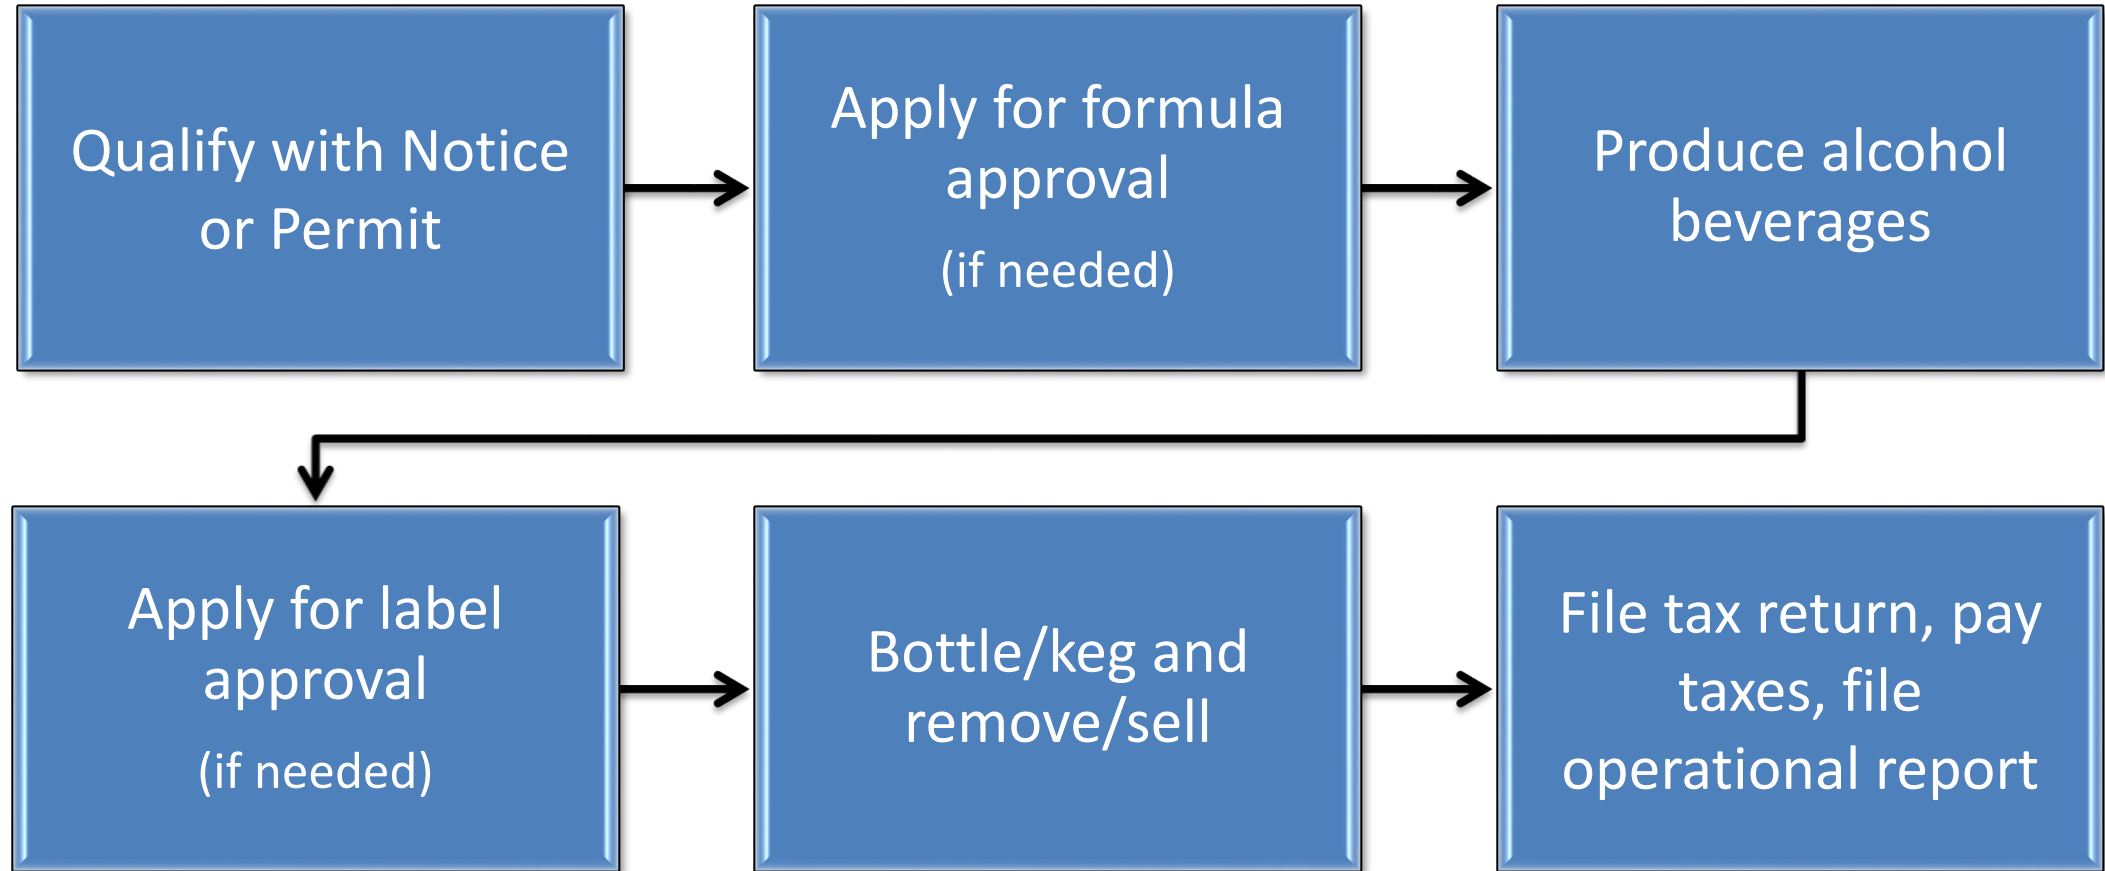 Qualify with Notice
or Permit
Apply for formula
approval
(if needed)
Produce alcohol
beverages
Apply for label
approval
(if needed)
Bottle/keg and
remove/sell
File tax return, pay
taxes, file
operational report